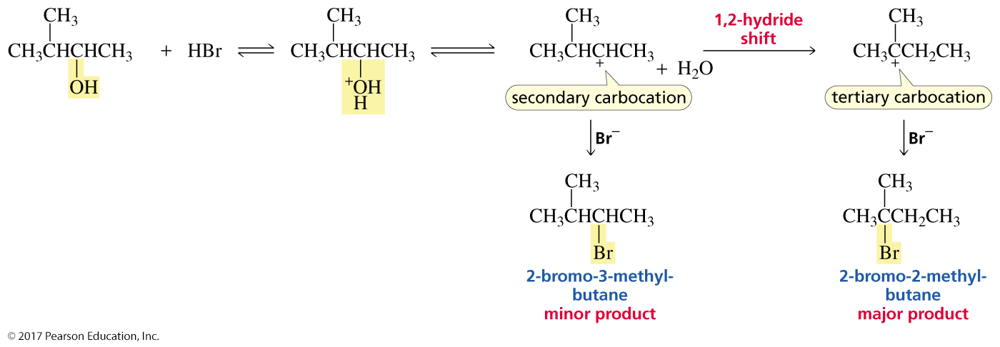 CH₃ CH₃ CH₃ 1,2-hydride CH₃
shift
CH₃CHCHCH₃ + HBr ⇌ CH₃CHCHCH₃ ⇌ CH₃CHCHCH₃ → CH₃CCH₂CH₃
+ + H₂O +
OH ⁺OH secondary carbocation tertiary carbocation
H
Br⁻ Br⁻
CH₃ CH₃
CH₃CHCHCH₃ CH₃CCH₂CH₃
Br Br
2-bromo-3-methyl- 2-bromo-2-methyl-
butane butane
minor product major product
© 2017 Pearson Education, Inc.